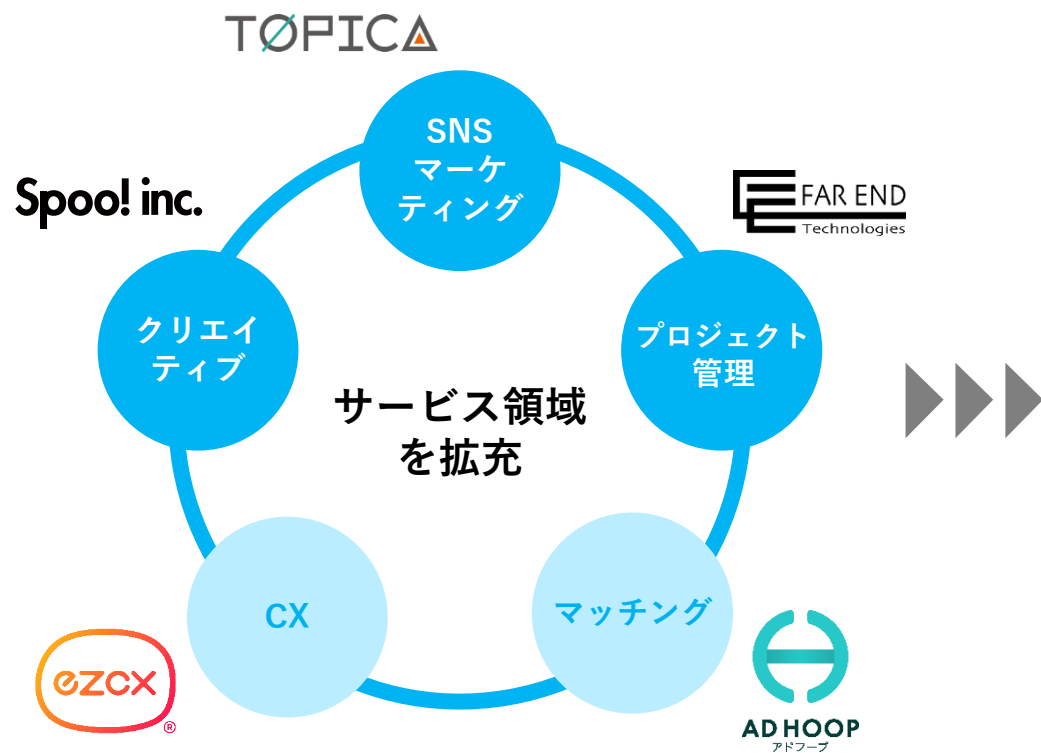 TOPICA
SNS
マーケ
ティング
Spoo! inc.
FAR END
Technologies
クリエイ
ティブ
プロジェクト
管理
サービス領域
を拡充
CX
マッチング
ezcx
®
AD HOOP
アドフープ